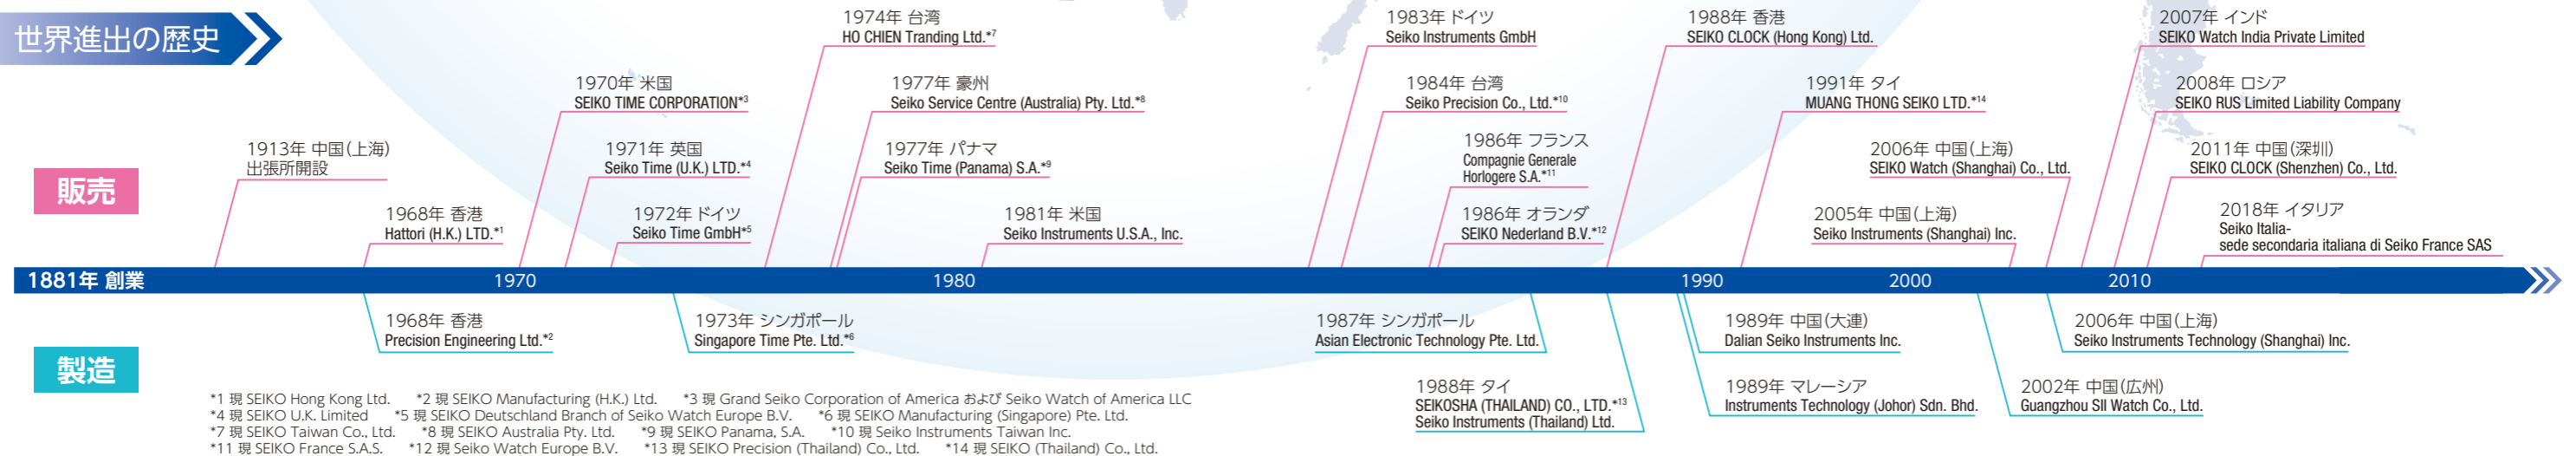 世界進出の歴史
販売
1913年 中国（上海）
出張所開設
1968年 香港
Hattori (H.K.) LTD.*1
1970年 米国
SEIKO TIME CORPORATION*3
1971年 英国
Seiko Time (U.K.) LTD.*4
1972年 ドイツ
Seiko Time GmbH*5
1974年 台湾
HO CHIEN Tranding Ltd.*7
1977年 豪州
Seiko Service Centre (Australia) Pty. Ltd.*8
1977年 パナマ
Seiko Time (Panama) S.A.*9
1981年 米国
Seiko Instruments U.S.A., Inc.
1983年 ドイツ
Seiko Instruments GmbH
1984年 台湾
Seiko Precision Co., Ltd.*10
1986年 フランス
Compagnie Generale
Horlogere S.A.*11
1986年 オランダ
SEIKO Nederland B.V.*12
1988年 香港
SEIKO CLOCK (Hong Kong) Ltd.
1991年 タイ
MUANG THONG SEIKO LTD.*14
2005年 中国（上海）
Seiko Instruments (Shanghai) Inc.
2006年 中国（上海）
SEIKO Watch (Shanghai) Co., Ltd.
2007年 インド
SEIKO Watch India Private Limited
2008年 ロシア
SEIKO RUS Limited Liability Company
2011年 中国（深圳）
SEIKO CLOCK (Shenzhen) Co., Ltd.
2018年 イタリア
Seiko Italia-
sede secondaria italiana di Seiko France SAS
1881年 創業 1970 1980 1990 2000 2010
製造
1968年 香港
Precision Engineering Ltd.*2
1973年 シンガポール
Singapore Time Pte. Ltd.*6
1987年 シンガポール
Asian Electronic Technology Pte. Ltd.
1988年 タイ
SEIKOSHA (THAILAND) CO., LTD.*13
Seiko Instruments (Thailand) Ltd.
1989年 中国（大連）
Dalian Seiko Instruments Inc.
1989年 マレーシア
Instruments Technology (Johor) Sdn. Bhd.
2002年 中国（広州）
Guangzhou SII Watch Co., Ltd.
2006年 中国（上海）
Seiko Instruments Technology (Shanghai) Inc.
*1 現 SEIKO Hong Kong Ltd. *2 現 SEIKO Manufacturing (H.K.) Ltd. *3 現 Grand Seiko Corporation of America および Seiko Watch of America LLC
*4 現 SEIKO U.K. Limited *5 現 SEIKO Deutschland Branch of Seiko Watch Europe B.V. *6 現 SEIKO Manufacturing (Singapore) Pte. Ltd.
*7 現 SEIKO Taiwan Co., Ltd. *8 現 SEIKO Australia Pty. Ltd. *9 現 SEIKO Panama, S.A. *10 現 Seiko Instruments Taiwan Inc.
*11 現 SEIKO France S.A.S. *12 現 Seiko Watch Europe B.V. *13 現 SEIKO Precision (Thailand) Co., Ltd. *14 現 SEIKO (Thailand) Co., Ltd.